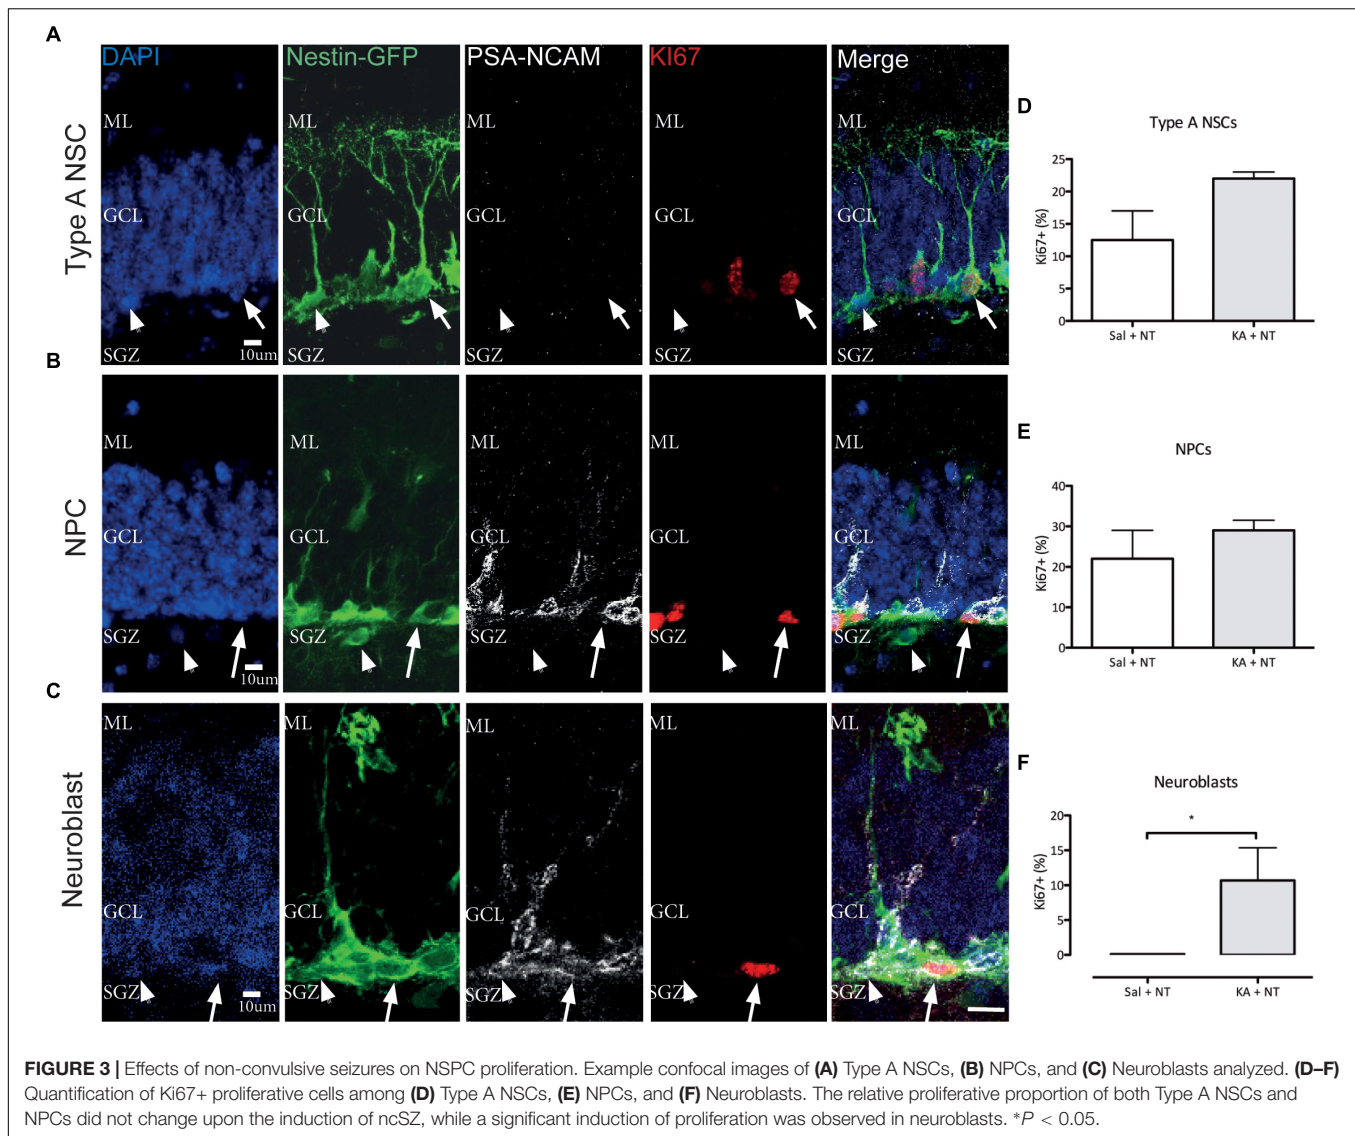 A
DAPI
Nestin-GFP
PSA-NCAM
KI67
Merge
Type A NSC
ML
ML
ML
ML
ML
GCL
GCL
GCL
GCL
GCL
SGZ
10um
SGZ
SGZ
SGZ
SGZ
B
NPC
ML
ML
ML
ML
ML
GCL
GCL
GCL
GCL
GCL
SGZ
10um
SGZ
SGZ
SGZ
SGZ
C
Neuroblast
ML
ML
ML
ML
ML
GCL
GCL
GCL
GCL
GCL
SGZ
10um
SGZ
SGZ
SGZ
SGZ
D
Type A NSCs
Ki67+ (%)
25
20
15
10
5
0
Sal + NT
KA + NT
E
NPCs
Ki67+ (%)
40
30
20
10
0
Sal + NT
KA + NT
F
Neuroblasts
*
Ki67+ (%)
20
15
10
5
0
Sal + NT
KA + NT
FIGURE 3 | Effects of non-convulsive seizures on NSPC proliferation. Example confocal images of (A) Type A NSCs, (B) NPCs, and (C) Neuroblasts analyzed. (D–F)
Quantification of Ki67+ proliferative cells among (D) Type A NSCs, (E) NPCs, and (F) Neuroblasts. The relative proliferative proportion of both Type A NSCs and
NPCs did not change upon the induction of ncSZ, while a significant induction of proliferation was observed in neuroblasts. *P < 0.05.